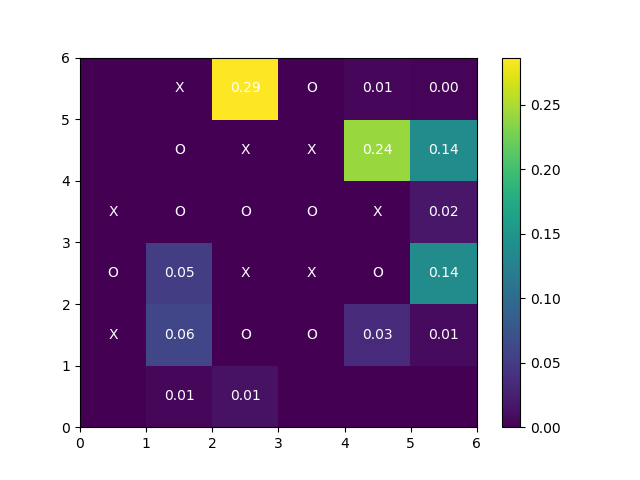 6
X 0.29 O 0.01 0.00
0.25
5
O X X 0.24 0.14
0.20
4
X O O O X 0.02
0.15
3
O 0.05 X X O 0.14
0.10
2
X 0.06 O O 0.03 0.01
0.05
1
0.01 0.01
0 0.00
0 1 2 3 4 5 6